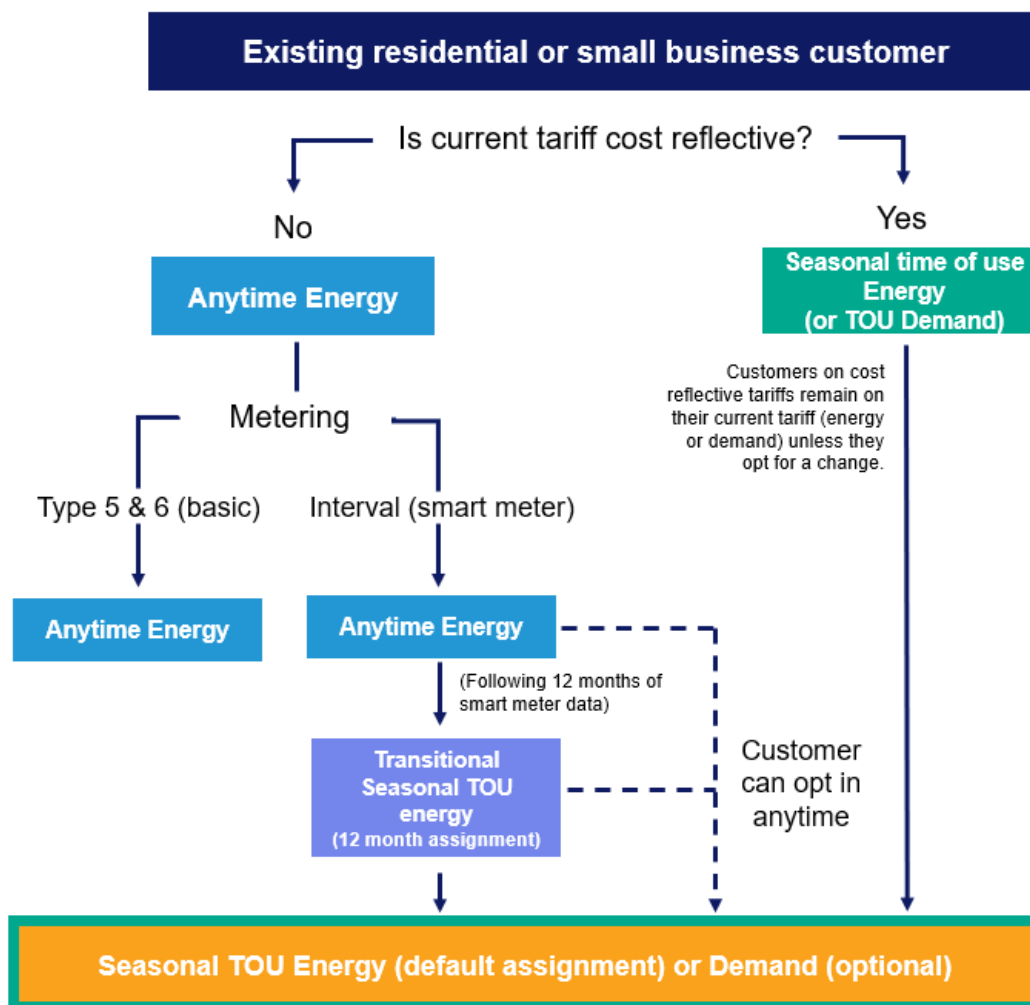 Existing residential or small business customer
Is current tariff cost reflective?
No
Yes
Anytime Energy
Seasonal time of use
Energy
(or TOU Demand)
Customers on cost
reflective tariffs remain on
their current tariff (energy
or demand) unless they
opt for a change.
Metering
Type 5 & 6 (basic)
Interval (smart meter)
Anytime Energy
Anytime Energy
(Following 12 months of
smart meter data)
Transitional
Seasonal TOU
energy
(12 month assignment)
Customer
can opt in
anytime
Seasonal TOU Energy (default assignment) or Demand (optional)